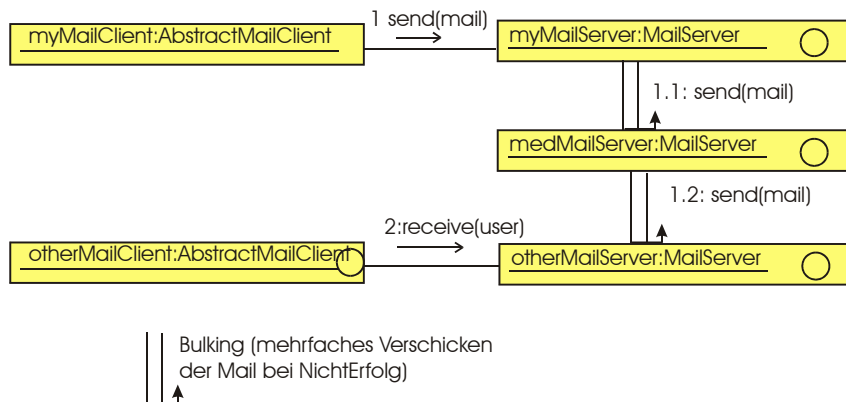 1 send(mail)
myMailClient:AbstractMailClient
myMailServer:MailServer
1.1: send(mail)
medMailServer:MailServer
1.2: send(mail)
2:receive(user)
otherMailClient:AbstractMailClient
otherMailServer:MailServer
Bulking (mehrfaches Verschicken
der Mail bei NichtErfolg)